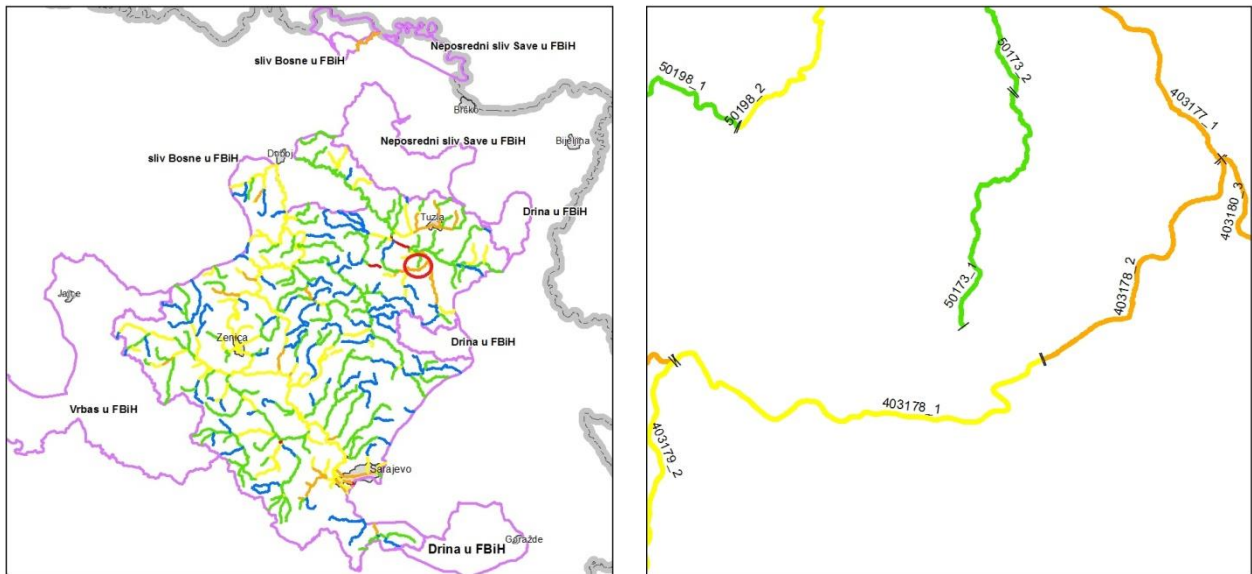 sliv Bosne u FBiH
Neposredni sliv Save u FBiH
Brčko
Bijeljina
Neposredni sliv Save u FBiH
sliv Bosne u FBiH
Doboj
Drina u FBiH
Tuzla
Jajce
Zenica
Drina u FBiH
Vrbas u FBiH
Sarajevo
Goražde
Drina u FBiH
50173_2
50198_1
50198_2
403177_1
403180_3
403178_2
50173_1
403178_1
403179_2